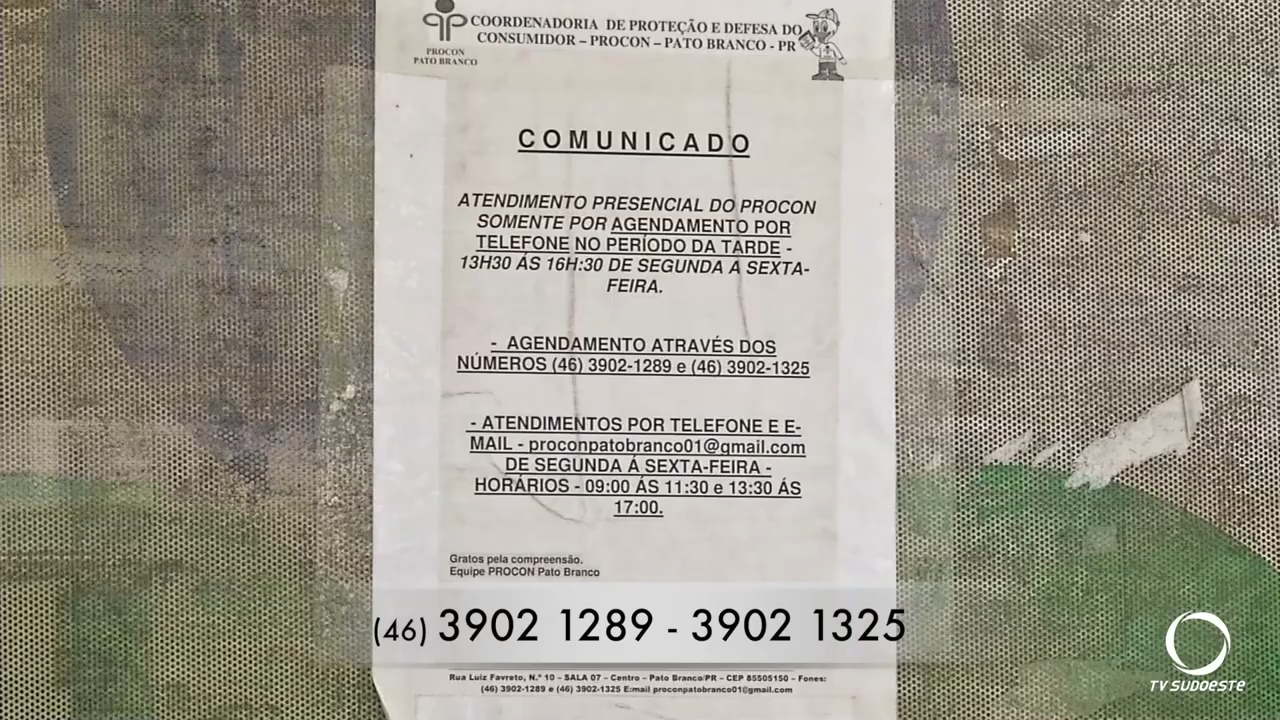 COORDENADORIA DE PROTEÇÃO E DEFESA DO
CONSUMIDOR – PROCON – PATO BRANCO - PR
PROCON
PATO BRANCO
COMUNICADO
ATENDIMENTO PRESENCIAL DO PROCON
SOMENTE POR AGENDAMENTO POR
TELEFONE NO PERÍODO DA TARDE -
13H30 ÁS 16H:30 DE SEGUNDA A SEXTA-
FEIRA.
- AGENDAMENTO ATRAVÉS DOS
NÚMEROS (46) 3902-1289 e (46) 3902-1325
- ATENDIMENTOS POR TELEFONE E E-
MAIL - proconpatobranco01@gmail.com
DE SEGUNDA Á SEXTA-FEIRA -
HORÁRIOS - 09:00 ÁS 11:30 e 13:30 ÁS
17:00.
Gratos pela compreensão.
Equipe PROCON Pato Branco
(46) 3902 1289 - 3902 1325
Rua Luiz Favreto, N.º 10 – SALA 07 – Centro – Pato Branco/PR – CEP 85505150 – Fones:
(46) 3902-1289 e (46) 3902-1325 E:mail proconpatobranco01@gmail.com
TV SUDOESTE